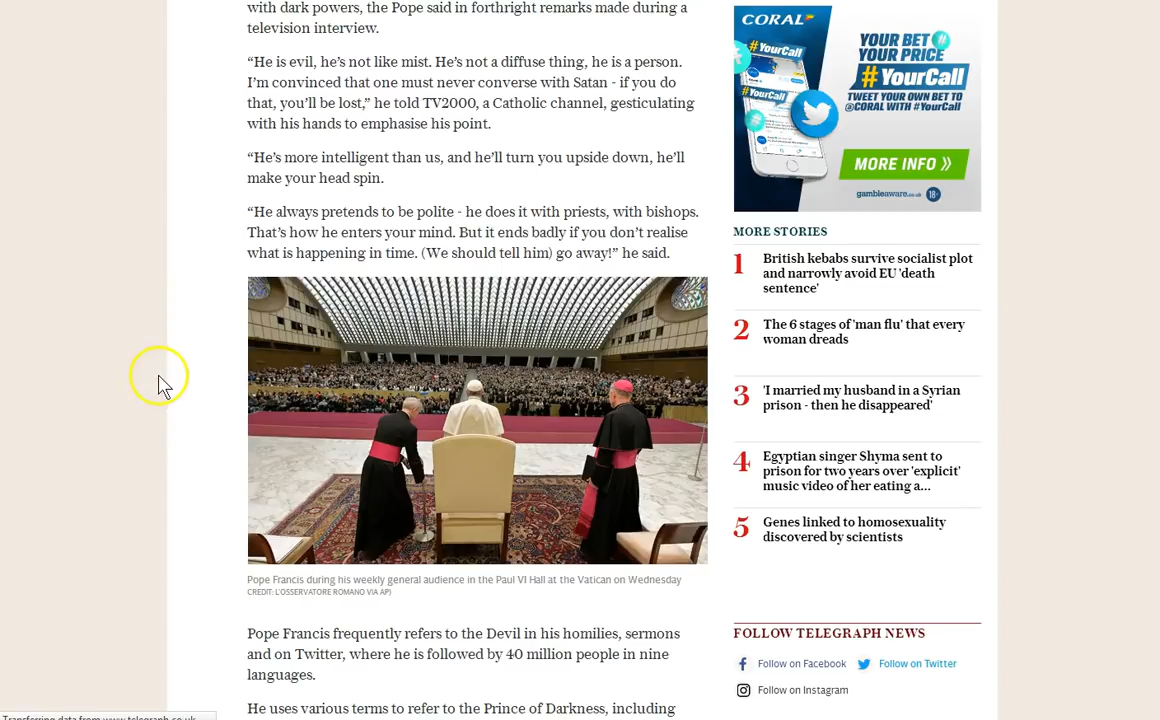 with dark powers, the Pope said in forthright remarks made during a
television interview.
“He is evil, he’s not like mist. He’s not a diffuse thing, he is a person.
I’m convinced that one must never converse with Satan - if you do
that, you’ll be lost,” he told TV2000, a Catholic channel, gesticulating
with his hands to emphasise his point.
“He’s more intelligent than us, and he’ll turn you upside down, he’ll
make your head spin.
“He always pretends to be polite - he does it with priests, with bishops.
That’s how he enters your mind. But it ends badly if you don’t realise
what is happening in time. (We should tell him) go away!” he said.
Pope Francis during his weekly general audience in the Paul VI Hall at the Vatican on Wednesday
CREDIT: L'OSSERVATORE ROMANO VIA AP)
Pope Francis frequently refers to the Devil in his homilies, sermons
and on Twitter, where he is followed by 40 million people in nine
languages.
He uses various terms to refer to the Prince of Darkness, including
CORAL
#YourCall
#YourCall
YOUR BET
YOUR PRICE
#YourCall
TWEET YOUR OWN BET TO
@CORAL WITH #YourCall
MORE INFO »
gambleaware.co.uk 18+
MORE STORIES
1 British kebabs survive socialist plot
and narrowly avoid EU 'death
sentence'
2 The 6 stages of 'man flu' that every
woman dreads
3 'I married my husband in a Syrian
prison - then he disappeared'
4 Egyptian singer Shyma sent to
prison for two years over 'explicit'
music video of her eating a...
5 Genes linked to homosexuality
discovered by scientists
FOLLOW TELEGRAPH NEWS
Follow on Facebook
Follow on Twitter
Follow on Instagram
Transferring data from www.telegraph.co.uk